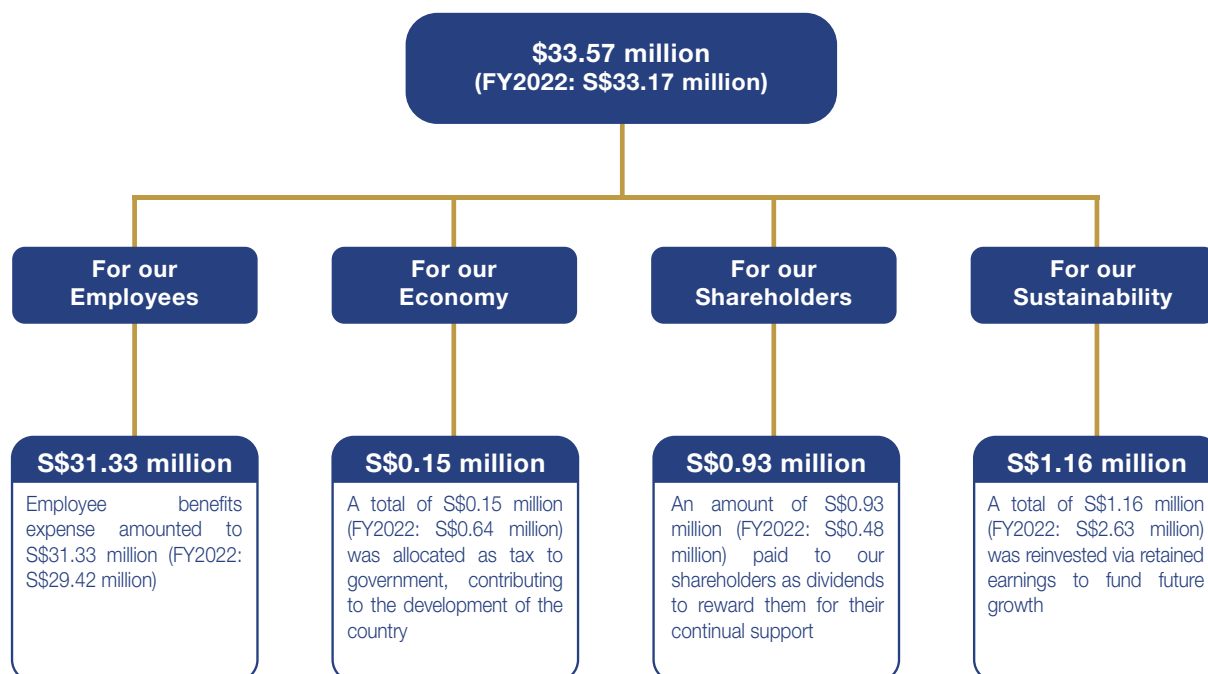 $33.57 million
(FY2022: S$33.17 million)
For our
Employees
For our
Economy
For our
Shareholders
For our
Sustainability
S$31.33 million
Employee benefits
expense amounted to
S$31.33 million (FY2022:
S$29.42 million)
S$0.15 million
A total of S$0.15 million
(FY2022: S$0.64 million)
was allocated as tax to
government, contributing
to the development of the
country
S$0.93 million
An amount of S$0.93
million (FY2022: S$0.48
million) paid to our
shareholders as dividends
to reward them for their
continual support
S$1.16 million
A total of S$1.16 million
(FY2022: S$2.63 million)
was reinvested via retained
earnings to fund future
growth